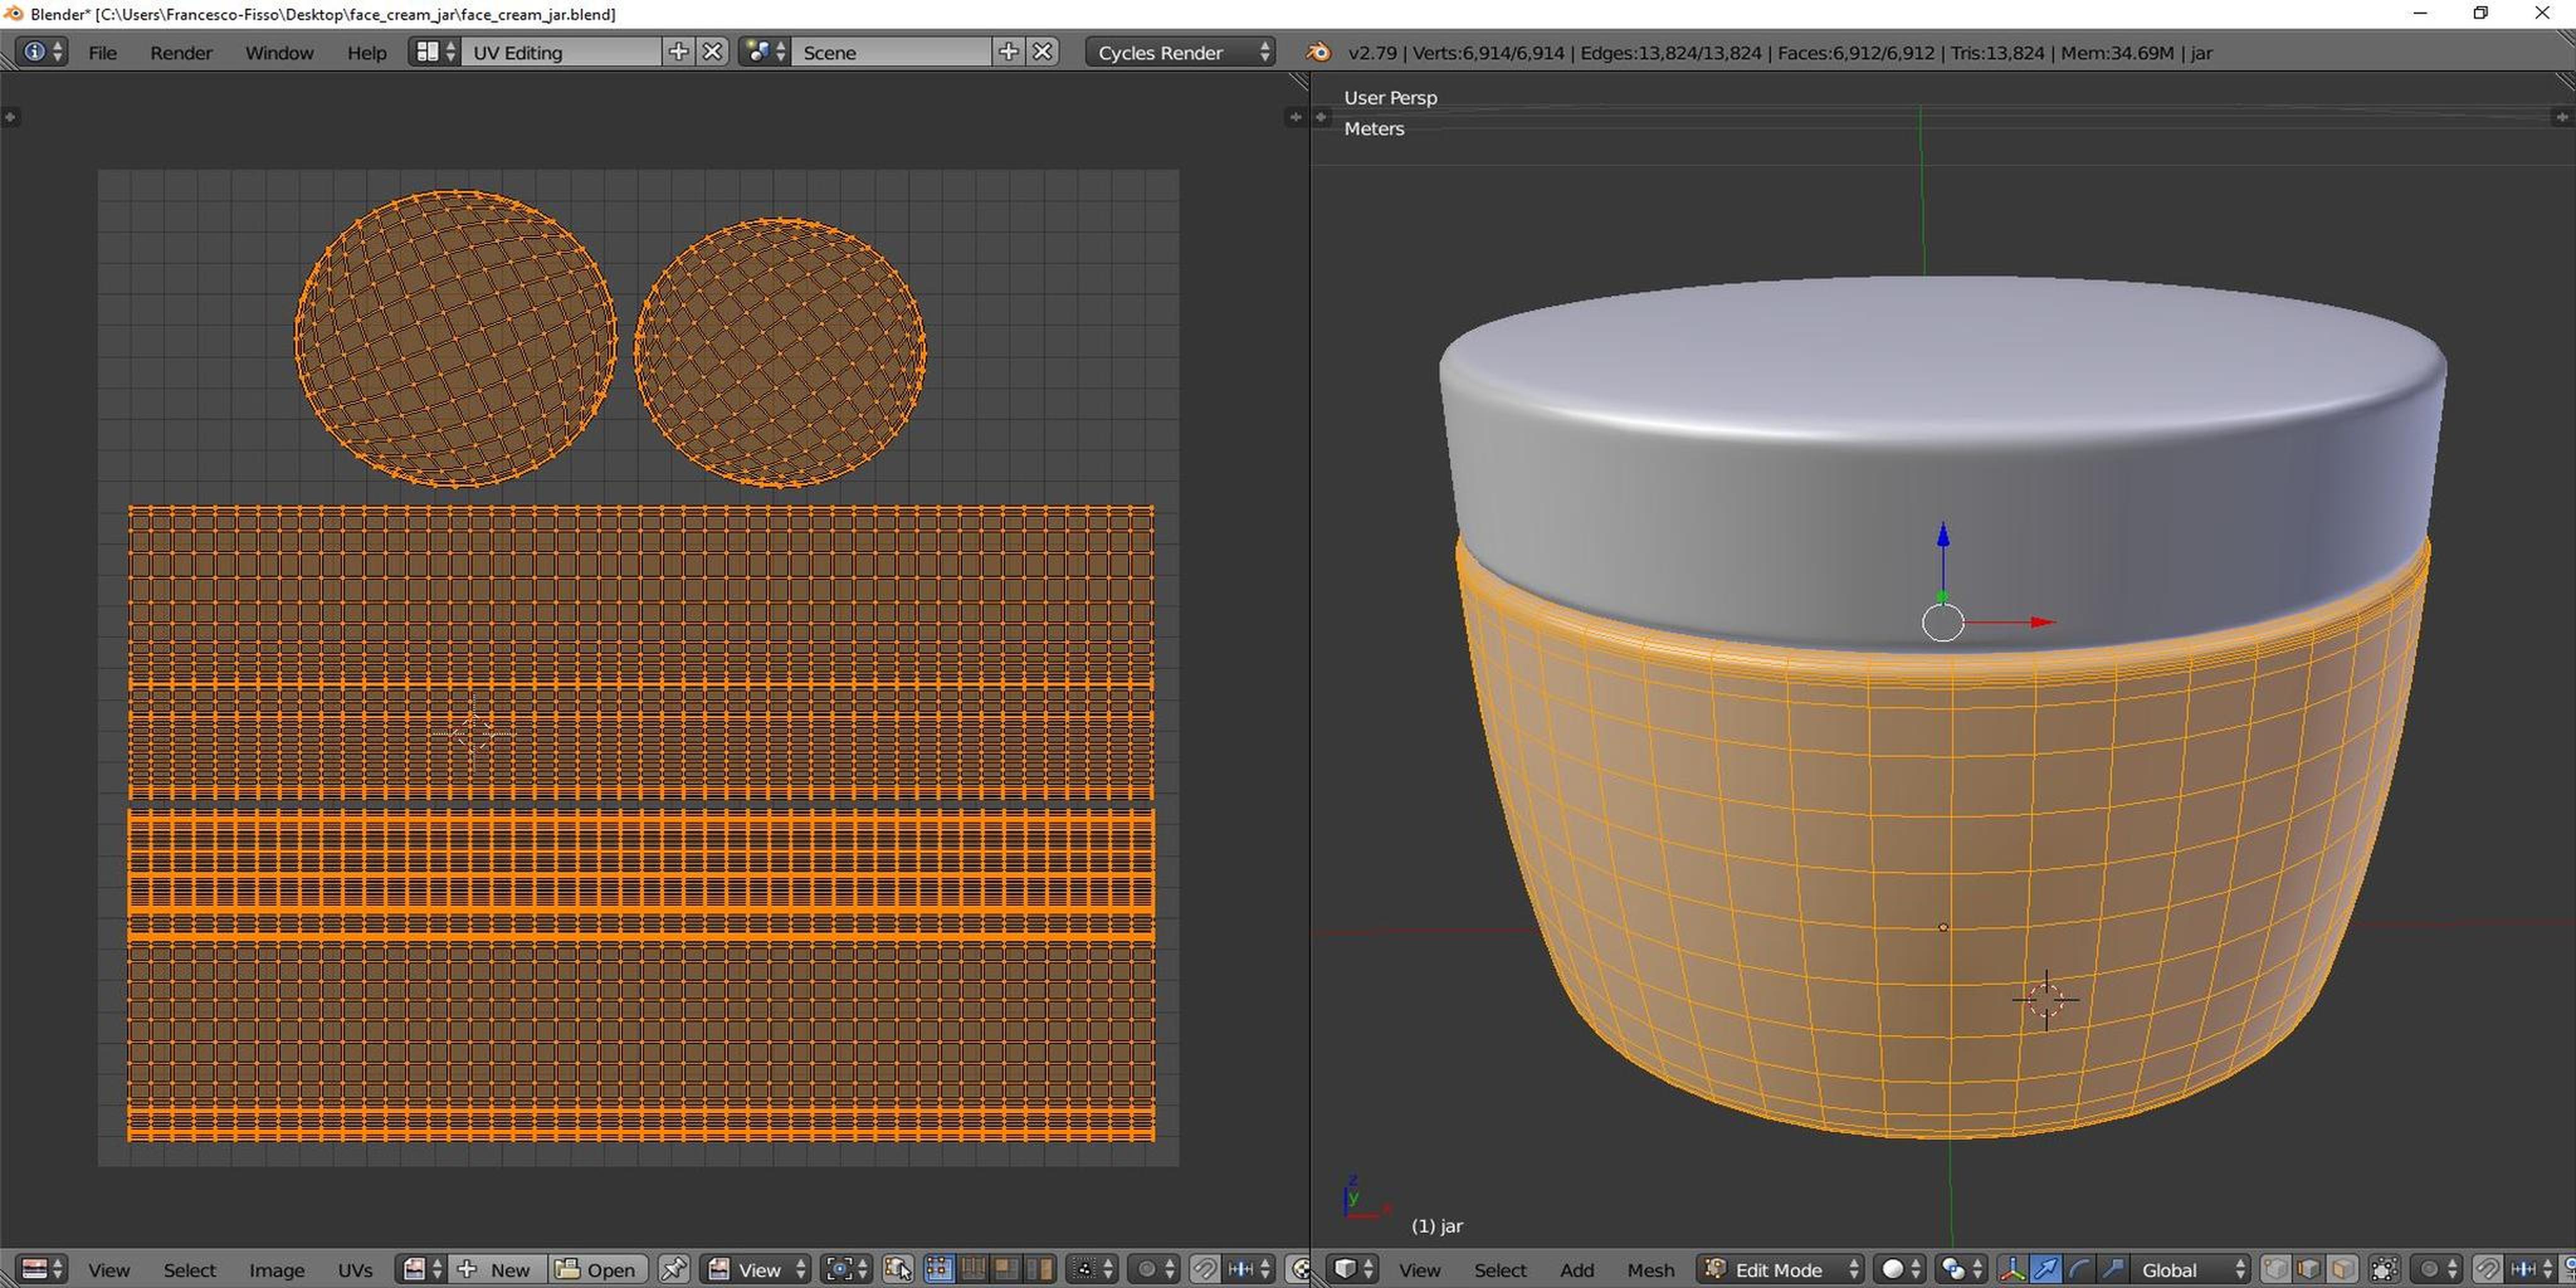 Blender* [C:\Users\Francesco-Fisso\Desktop\face_cream_jar\face_cream_jar.blend]
File Render Window Help UV Editing Scene Cycles Render v2.79 | Verts:6,914/6,914 | Edges:13,824/13,824 | Faces:6,912/6,912 | Tris:13,824 | Mem:34.69M | jar
User Persp
Meters
z
y
x
(1) jar
View Select Image UVs New Open View
View Select Add Mesh Edit Mode Global